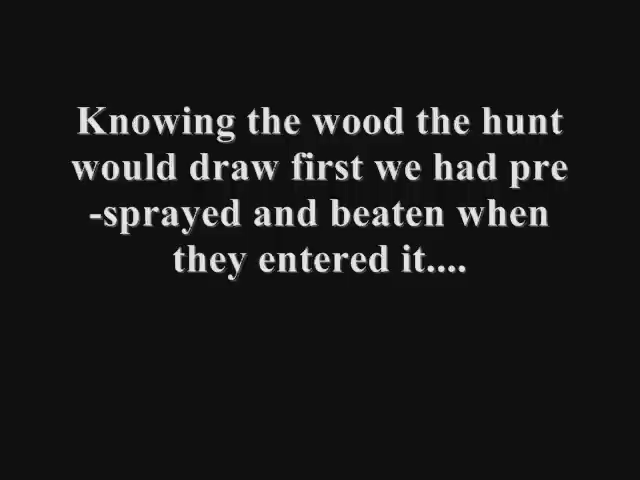 Knowing the wood the hunt
would draw first we had pre
-sprayed and beaten when
they entered it....